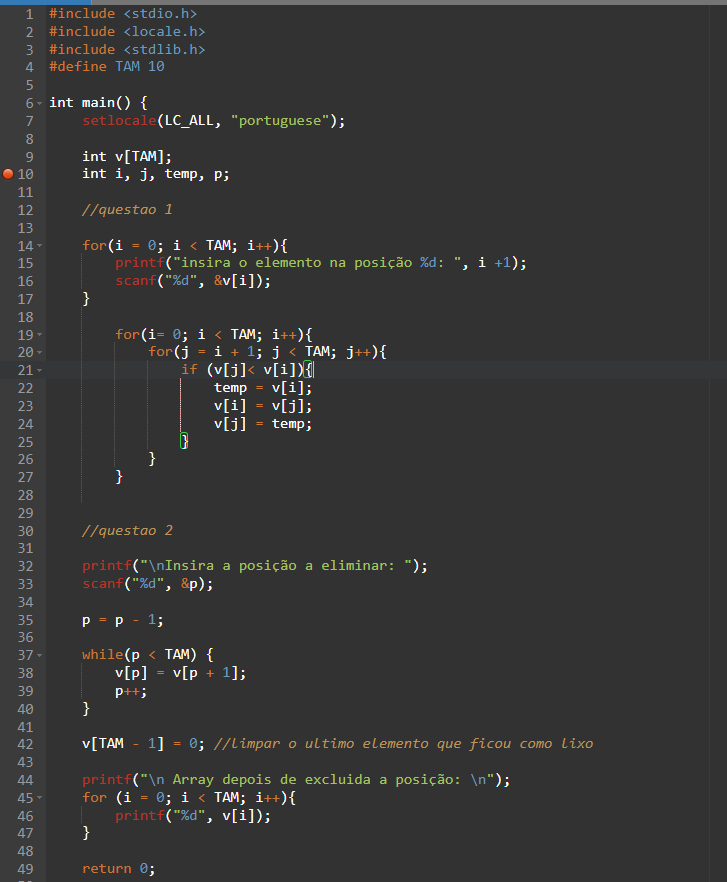 1 #include <stdio.h>
2 #include <locale.h>
3 #include <stdlib.h>
4 #define TAM 10
5
6 int main() {
7     setlocale(LC_ALL, "portuguese");
8
9     int v[TAM];
10     int i, j, temp, p;
11
12     //questao 1
13
14     for(i = 0; i < TAM; i++){
15         printf("insira o elemento na posição %d: ", i +1);
16         scanf("%d", &v[i]);
17     }
18
19         for(i= 0; i < TAM; i++){
20             for(j = i + 1; j < TAM; j++){
21                 if (v[j]< v[i]){
22                     temp = v[i];
23                     v[i] = v[j];
24                     v[j] = temp;
25                 }
26             }
27         }
28
29
30     //questao 2
31
32     printf("\nInsira a posição a eliminar: ");
33     scanf("%d", &p);
34
35     p = p - 1;
36
37     while(p < TAM) {
38         v[p] = v[p + 1];
39         p++;
40     }
41
42     v[TAM - 1] = 0; //limpar o ultimo elemento que ficou como lixo
43
44     printf("\n Array depois de excluida a posição: \n");
45     for (i = 0; i < TAM; i++){
46         printf("%d", v[i]);
47     }
48
49     return 0;